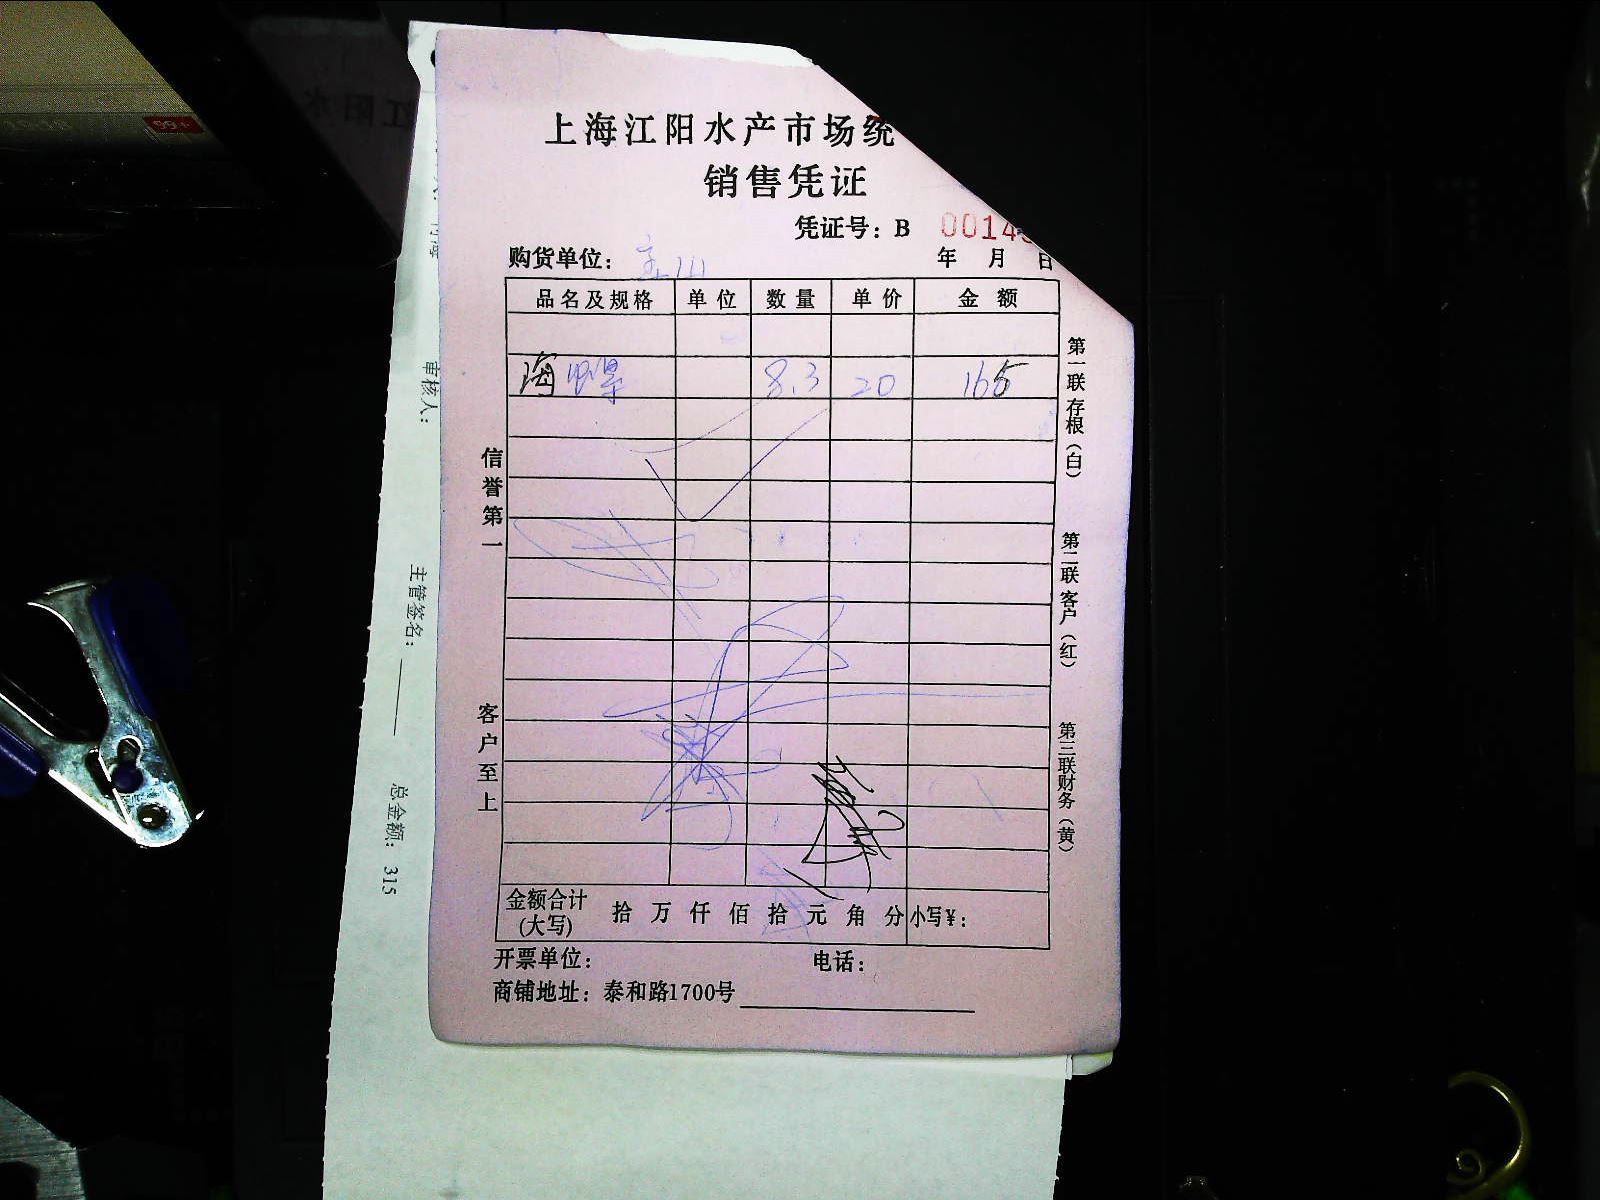 上海江阳水产市场统
销售凭证
凭证号：B 0014
购货单位：宝山
年 月 日
品名及规格 单位 数量 单价 金额
海 8.3 20 165
信誉第一
客户至上
第一联存根（白）
第二联客户（红）
第三联财务（黄）
金额合计（大写） 拾 万 仟 佰 拾 元 角 分 小写¥：
开票单位： 电话：
商铺地址：泰和路1700号
审核人：
主管签名：
总金额：315
99+